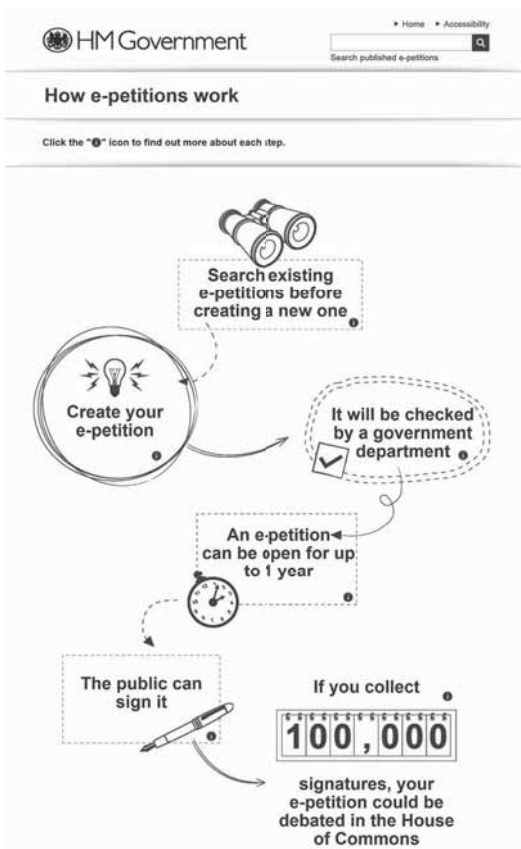 Home Accessibility
HM Government
Search published e-petitions
How e-petitions work
Click the "i" icon to find out more about each step.
Search existing
e-petitions before
creating a new one
i
Create your
e-petition
i
It will be checked
by a government
department i
An e-petition
can be open for up
to 1 year
i
The public can
sign it
i
If you collect
i
100,000
signatures, your
e-petition could be
debated in the House
of Commons